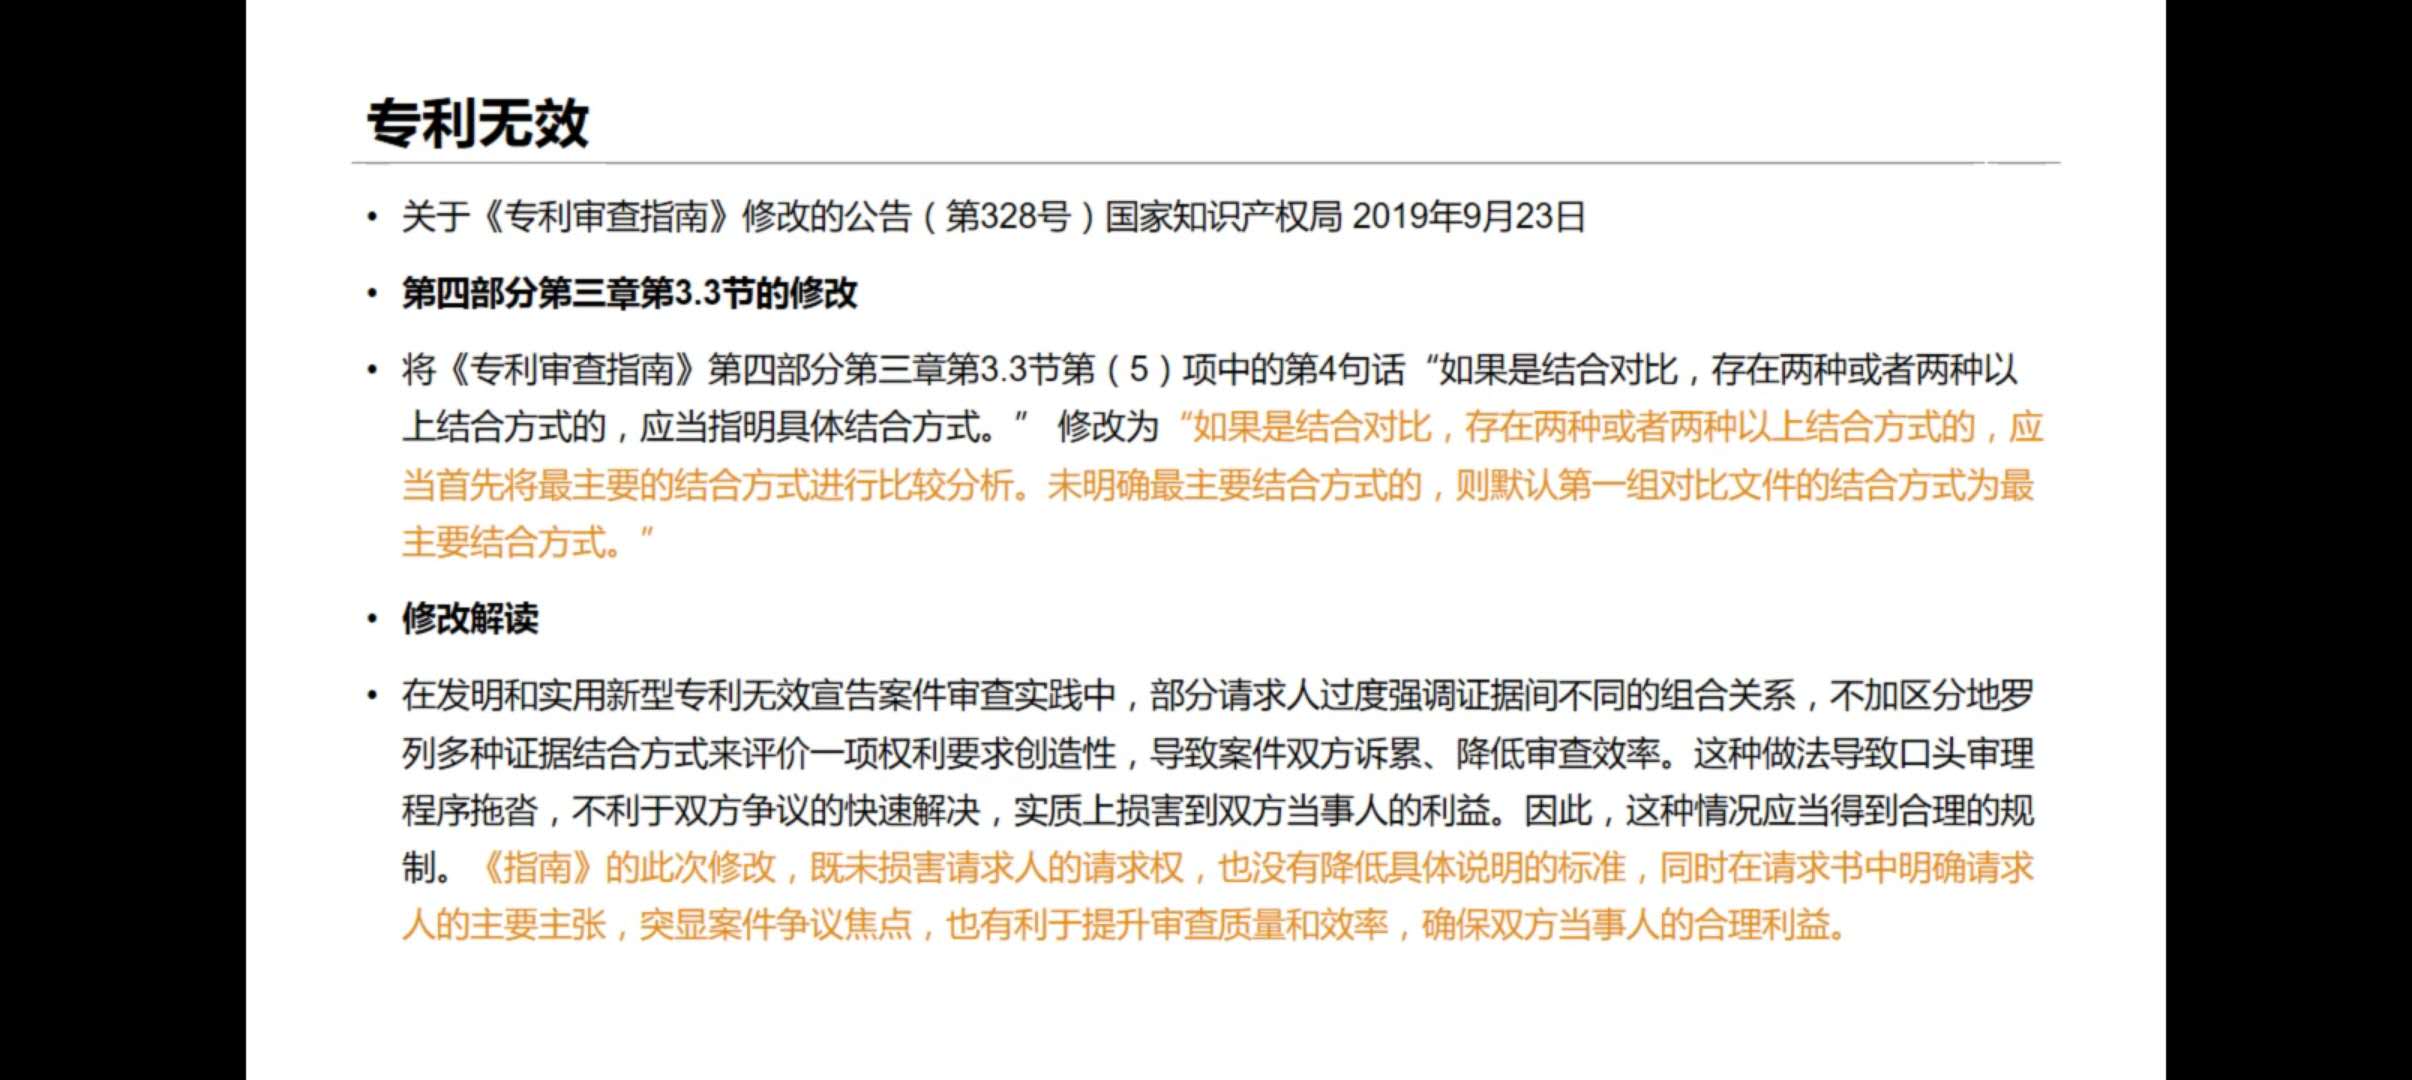 专利无效
• 关于《专利审查指南》修改的公告（第328号）国家知识产权局 2019年9月23日
• 第四部分第三章第3.3节的修改
• 将《专利审查指南》第四部分第三章第3.3节第（5）项中的第4句话“如果是结合对比，存在两种或者两种以
上结合方式的，应当指明具体结合方式。” 修改为“如果是结合对比，存在两种或者两种以上结合方式的，应
当首先将最主要的结合方式进行比较分析。未明确最主要结合方式的，则默认第一组对比文件的结合方式为最
主要结合方式。”
• 修改解读
• 在发明和实用新型专利无效宣告案件审查实践中，部分请求人过度强调证据间不同的组合关系，不加区分地罗
列多种证据结合方式来评价一项权利要求创造性，导致案件双方诉累、降低审查效率。这种做法导致口头审理
程序拖沓，不利于双方争议的快速解决，实质上损害到双方当事人的利益。因此，这种情况应当得到合理的规
制。《指南》的此次修改，既未损害请求人的请求权，也没有降低具体说明的标准，同时在请求书中明确请求
人的主要主张，突显案件争议焦点，也有利于提升审查质量和效率，确保双方当事人的合理利益。